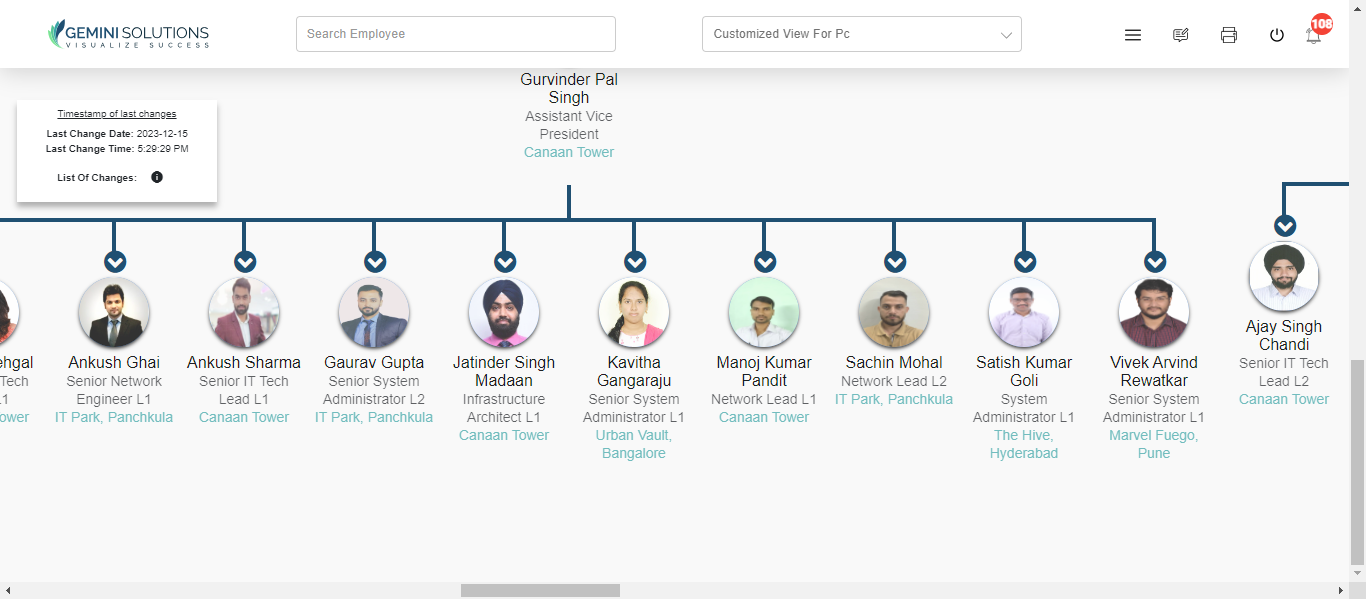 GEMINI SOLUTIONS
VISUALIZE SUCCESS
Search Employee
Customized View For Pc
108
Gurvinder Pal
Singh
Assistant Vice
President
Canaan Tower
Timestamp of last changes
Last Change Date: 2023-12-15
Last Change Time: 5:29:29 PM
List Of Changes:
ehgal
Tech
.1
ower
Ankush Ghai
Senior Network
Engineer L1
IT Park, Panchkula
Ankush Sharma
Senior IT Tech
Lead L1
Canaan Tower
Gaurav Gupta
Senior System
Administrator L2
IT Park, Panchkula
Jatinder Singh
Madaan
Infrastructure
Architect L1
Canaan Tower
Kavitha
Gangaraju
Senior System
Administrator L1
Urban Vault,
Bangalore
Manoj Kumar
Pandit
Network Lead L1
Canaan Tower
Sachin Mohal
Network Lead L2
IT Park, Panchkula
Satish Kumar
Goli
System
Administrator L1
The Hive,
Hyderabad
Vivek Arvind
Rewatkar
Senior System
Administrator L1
Marvel Fuego,
Pune
Ajay Singh
Chandi
Senior IT Tech
Lead L2
Canaan Tower